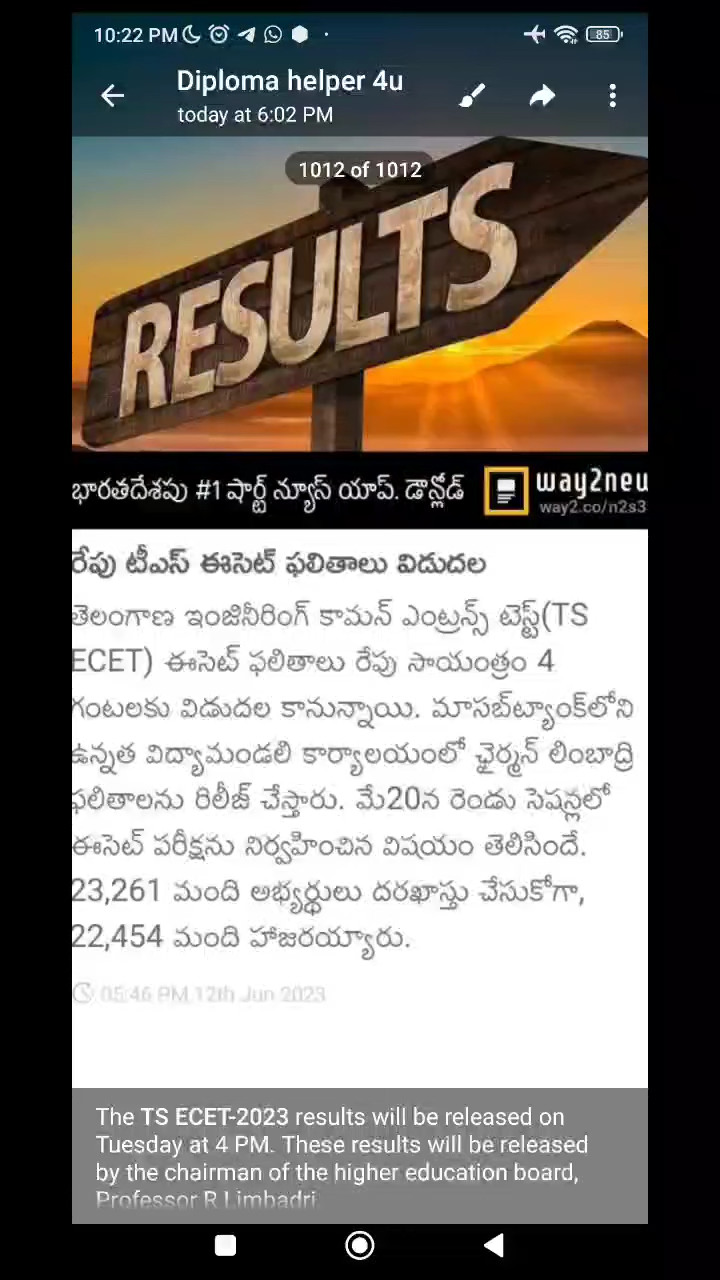 10:22 PM
85
Diploma helper 4u
today at 6:02 PM
1012 of 1012
RESULTS
భారతదేశపు #1 షార్ట్ న్యూస్ యాప్. డౌన్లోడ్
way2neu
way2.co/n2s3
రేపు టీఎస్ ఈసెట్ ఫలితాలు విడుదల
తెలంగాణ ఇంజినీరింగ్ కామన్ ఎంట్రన్స్ టెస్ట్(TS
ECET) ఈసెట్ ఫలితాలు రేపు సాయంత్రం 4
గంటలకు విడుదల కానున్నాయి. మాసబ్‌ట్యాంక్‌లోని
ఉన్నత విద్యామండలి కార్యాలయంలో ఛైర్మన్ లింబాద్రి
ఫలితాలను రిలీజ్ చేస్తారు. మే20న రెండు సెషన్లలో
ఈసెట్ పరీక్షను నిర్వహించిన విషయం తెలిసిందే.
23,261 మంది అభ్యర్థులు దరఖాస్తు చేసుకోగా,
22,454 మంది హాజరయ్యారు.
05:46 PM,12th Jun 2023
The TS ECET-2023 results will be released on
Tuesday at 4 PM. These results will be released
by the chairman of the higher education board,
Professor R Limbadri